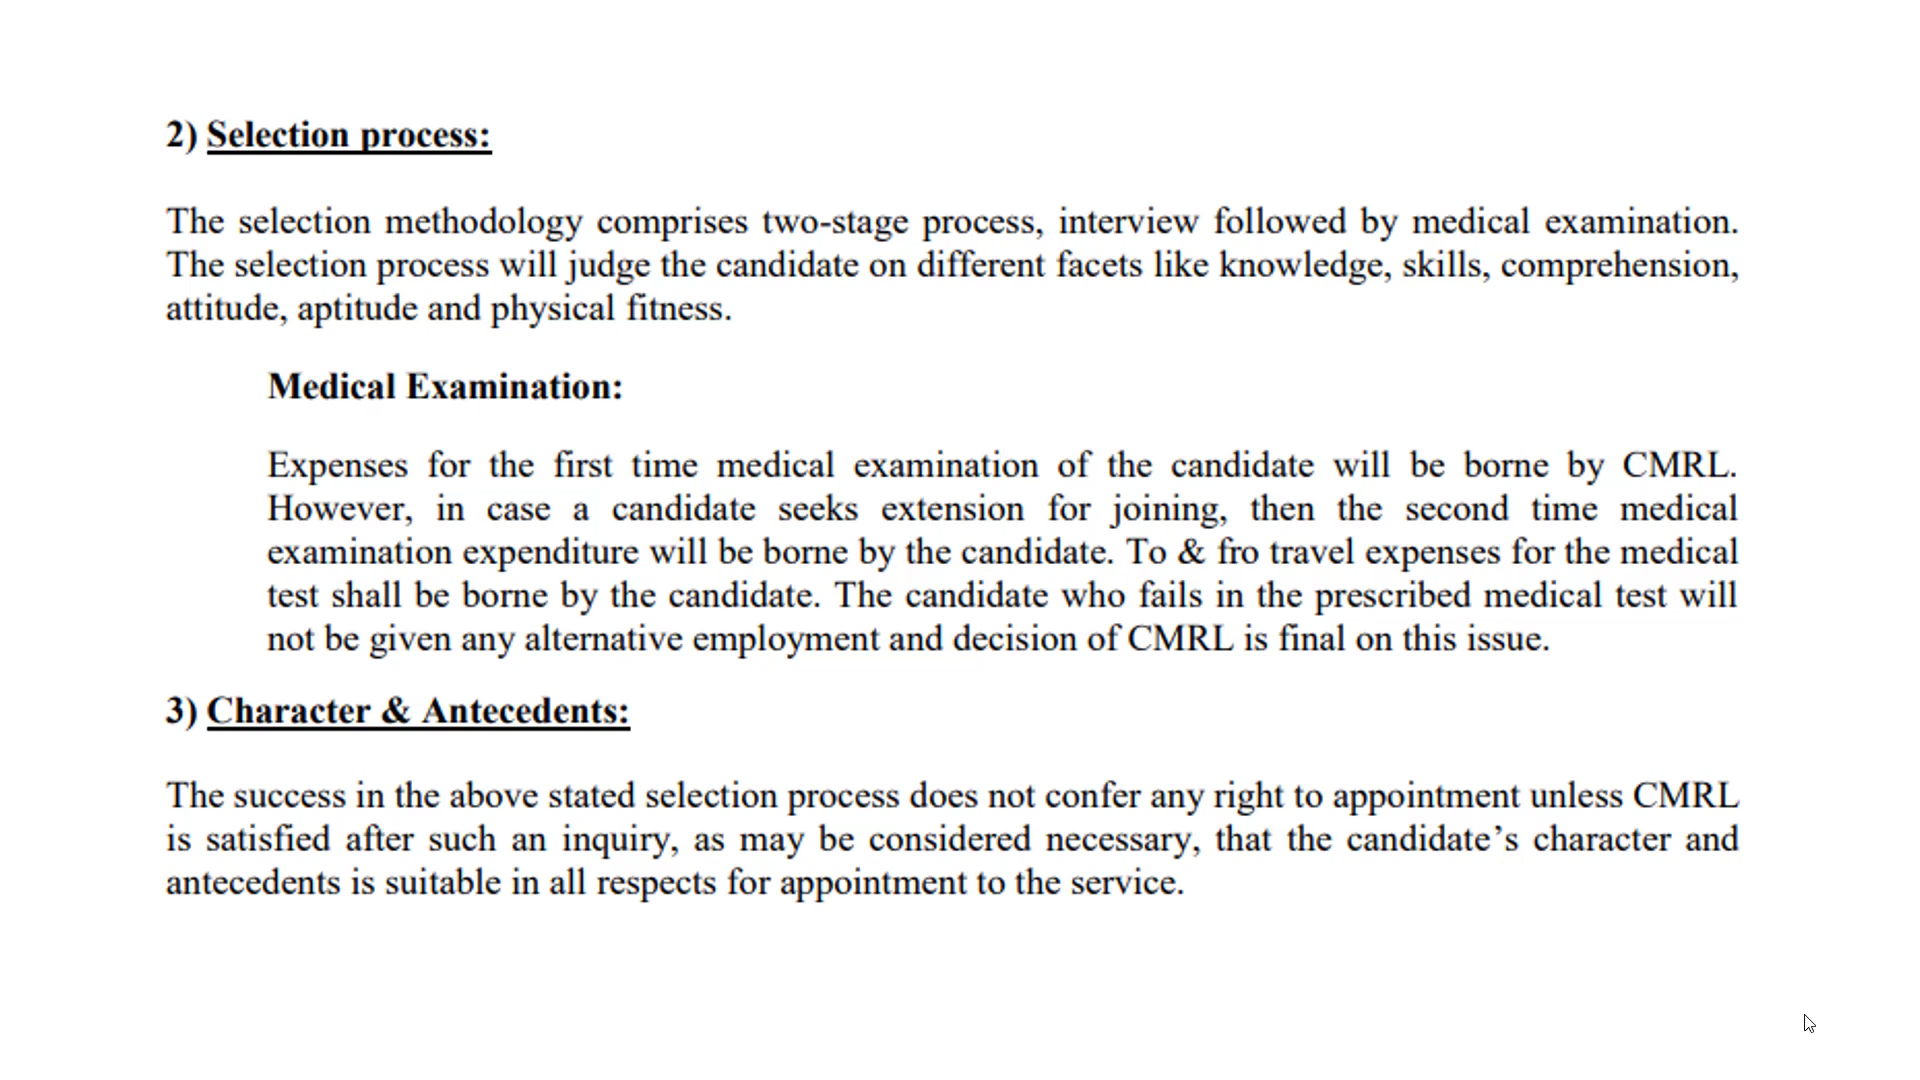 2) Selection process:
The selection methodology comprises two-stage process, interview followed by medical examination.
The selection process will judge the candidate on different facets like knowledge, skills, comprehension,
attitude, aptitude and physical fitness.
Medical Examination:
Expenses for the first time medical examination of the candidate will be borne by CMRL.
However, in case a candidate seeks extension for joining, then the second time medical
examination expenditure will be borne by the candidate. To & fro travel expenses for the medical
test shall be borne by the candidate. The candidate who fails in the prescribed medical test will
not be given any alternative employment and decision of CMRL is final on this issue.
3) Character & Antecedents:
The success in the above stated selection process does not confer any right to appointment unless CMRL
is satisfied after such an inquiry, as may be considered necessary, that the candidate’s character and
antecedents is suitable in all respects for appointment to the service.